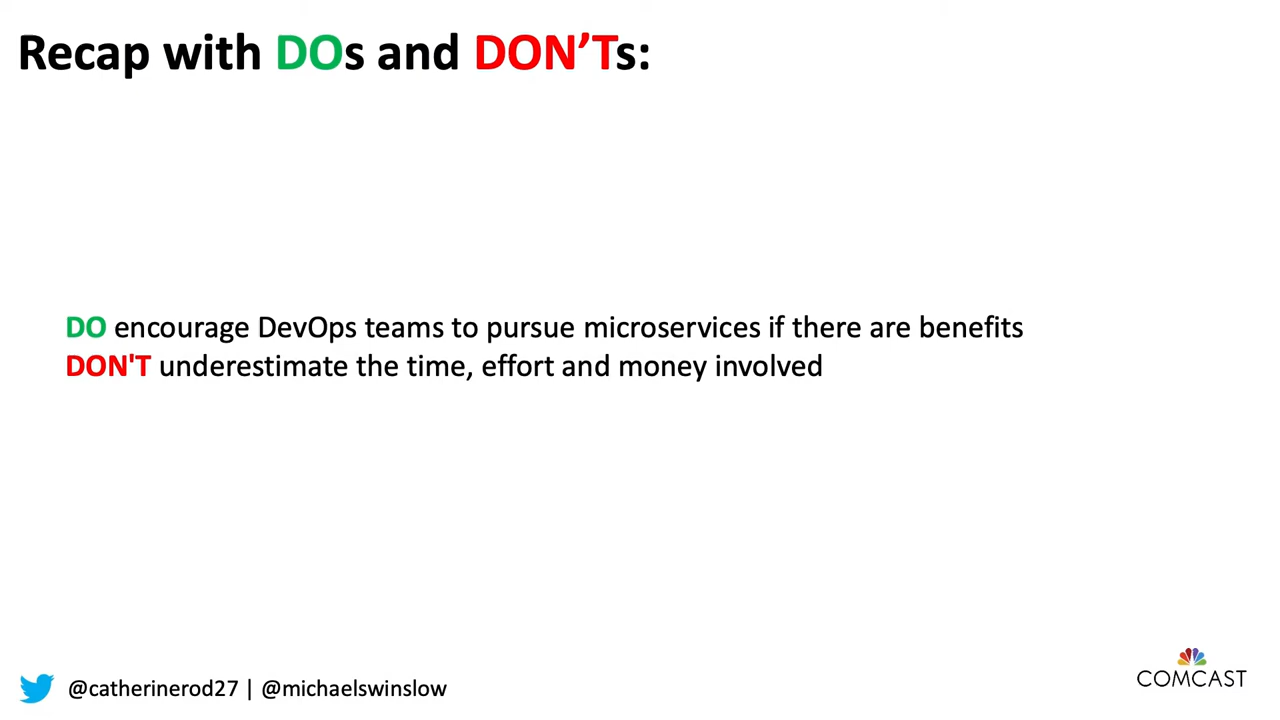 Recap with DOs and DON’Ts:
DO encourage DevOps teams to pursue microservices if there are benefits
DON'T underestimate the time, effort and money involved
@catherinerod27 | @michaelswinslow
COMCAST